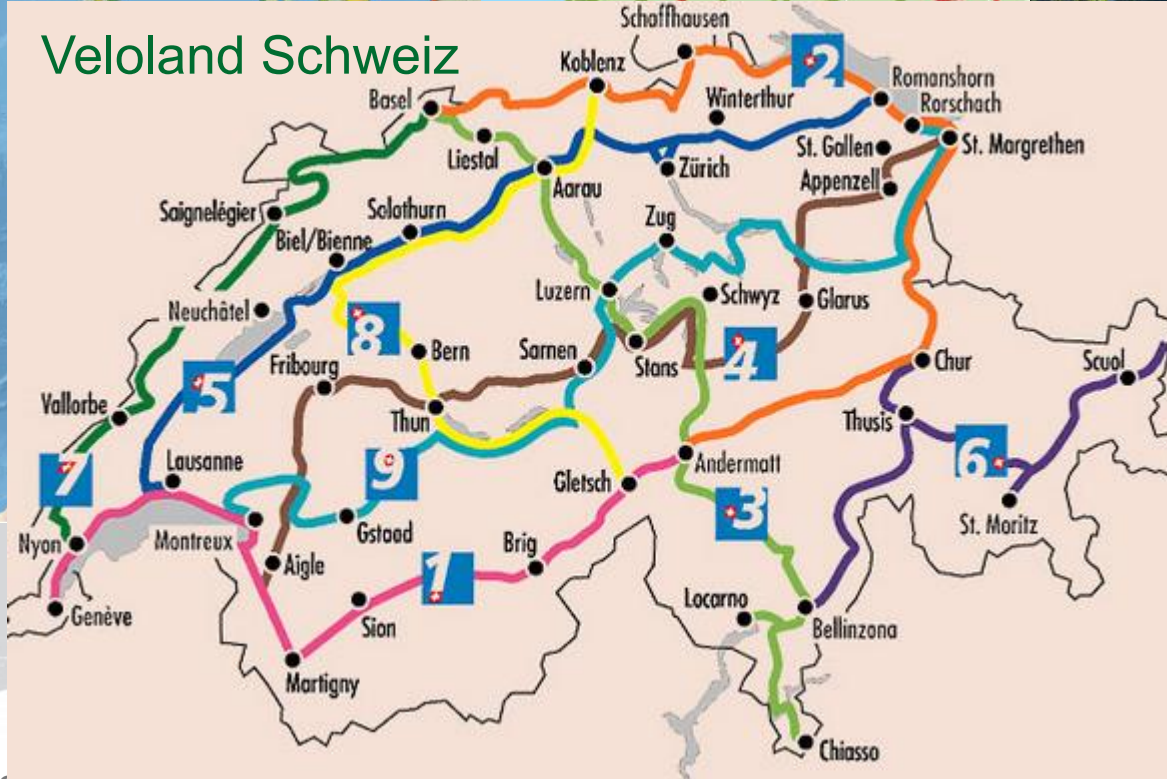 Veloland Schweiz
Schaffhausen
Koblenz
2
Romanshorn
Basel
Winterthur
Rorschach
Liestal
Zürich
St. Gallen
St. Margrethen
Aarau
Appenzell
Saignelégier
Solothurn
Zug
Biel/Bienne
Luzern
Schwyz
Glarus
Neuchâtel
8
Bern
Sarnen
Stans
4
Chur
Scuol
Fribourg
5
Vallorbe
Thun
Thusis
6
7
Lausanne
9
Gletsch
Andermatt
3
St. Moritz
Nyon
Montreux
Gstaad
Brig
Aigle
1
Genève
Sion
Locarno
Bellinzona
Martigny
Chiasso